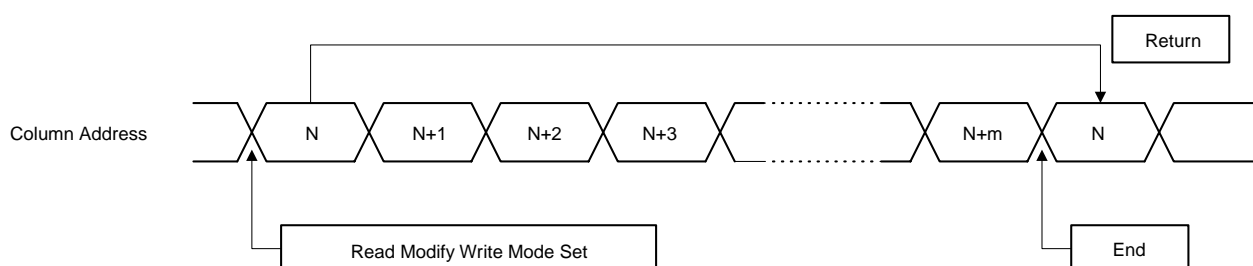 Return
Column Address
N
N+1
N+2
N+3
N+m
N
Read Modify Write Mode Set
End